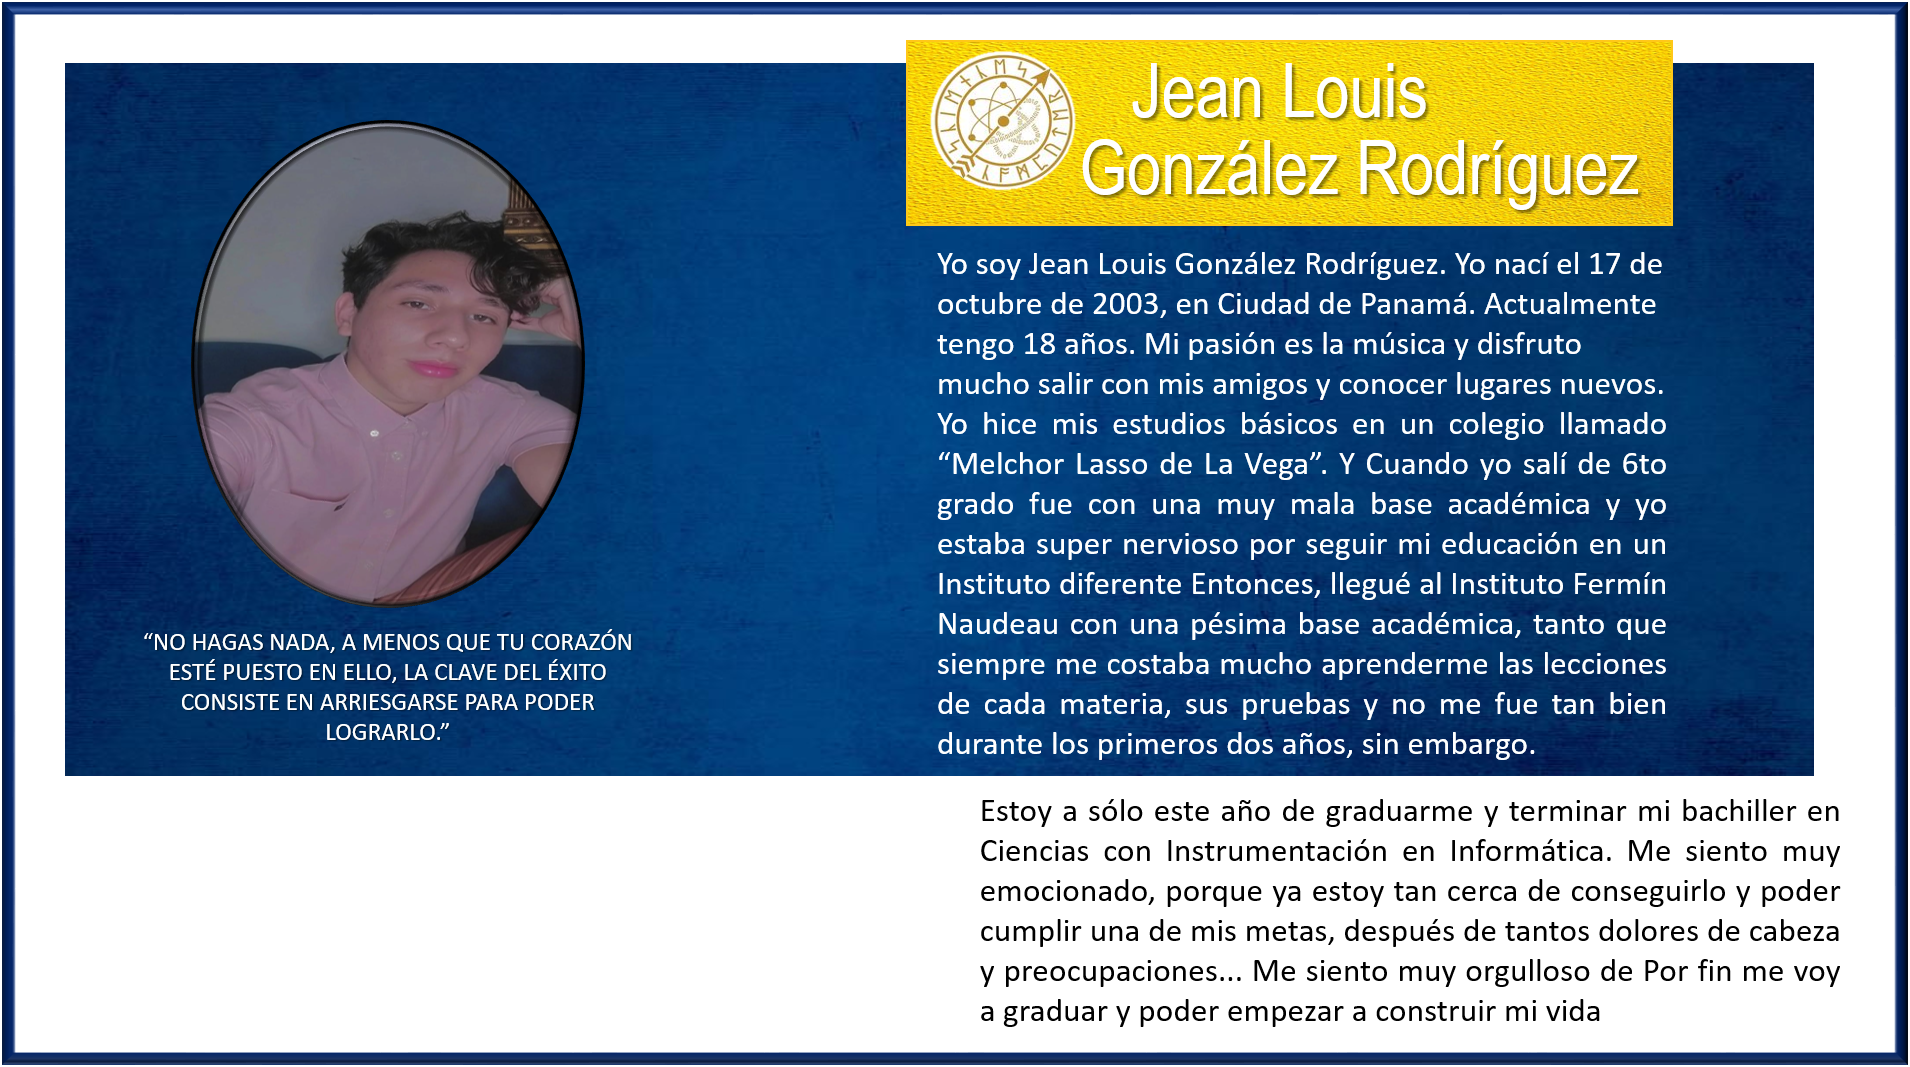 Jean Louis
González Rodríguez
Yo soy Jean Louis González Rodríguez. Yo nací el 17 de
octubre de 2003, en Ciudad de Panamá. Actualmente
tengo 18 años. Mi pasión es la música y disfruto
mucho salir con mis amigos y conocer lugares nuevos.
Yo hice mis estudios básicos en un colegio llamado
“Melchor Lasso de La Vega”. Y Cuando yo salí de 6to
grado fue con una muy mala base académica y yo
estaba super nervioso por seguir mi educación en un
Instituto diferente Entonces, llegué al Instituto Fermín
Naudeau con una pésima base académica, tanto que
siempre me costaba mucho aprenderme las lecciones
de cada materia, sus pruebas y no me fue tan bien
durante los primeros dos años, sin embargo.
“NO HAGAS NADA, A MENOS QUE TU CORAZÓN
ESTÉ PUESTO EN ELLO, LA CLAVE DEL ÉXITO
CONSISTE EN ARRIESGARSE PARA PODER
LOGRARLO.”
Estoy a sólo este año de graduarme y terminar mi bachiller en
Ciencias con Instrumentación en Informática. Me siento muy
emocionado, porque ya estoy tan cerca de conseguirlo y poder
cumplir una de mis metas, después de tantos dolores de cabeza
y preocupaciones... Me siento muy orgulloso de Por fin me voy
a graduar y poder empezar a construir mi vida